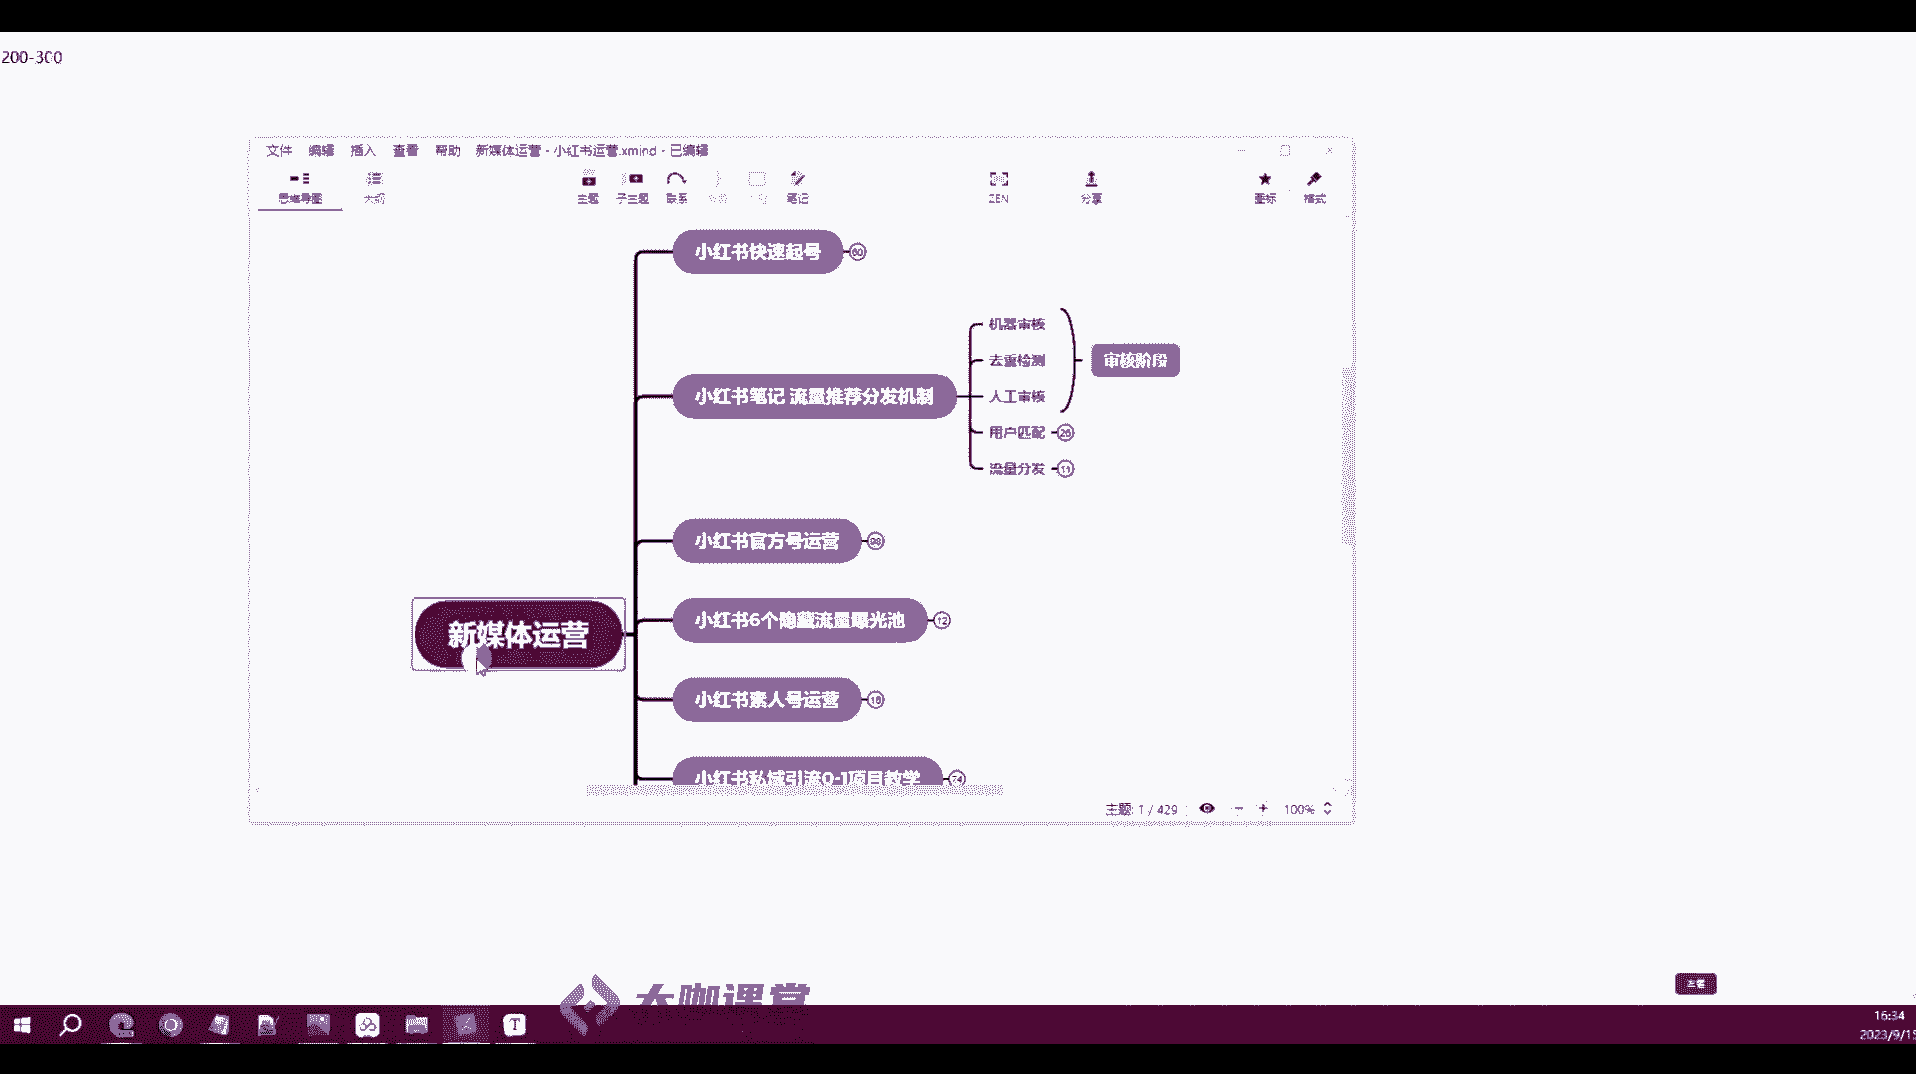 200-300
文件 编辑 插入 查看 帮助 新媒体运营 - 小红书运营.xmind - 已编辑
思维导图 大纲 主题 子主题 联系 笔记 ZEN 分享 图标 格式
小红书快速起号 60
机器审核
去重检测
审核阶段
小红书笔记 流量推荐分发机制
人工审核
用户匹配 26
流量分发 11
小红书官方号运营 98
小红书6个隐藏流量曝光池 12
新媒体运营
小红书素人号运营
小红书私域引流0-1项目教学 74
主题: 1 / 429 100%
大咖课堂
16:34
2023/9/15